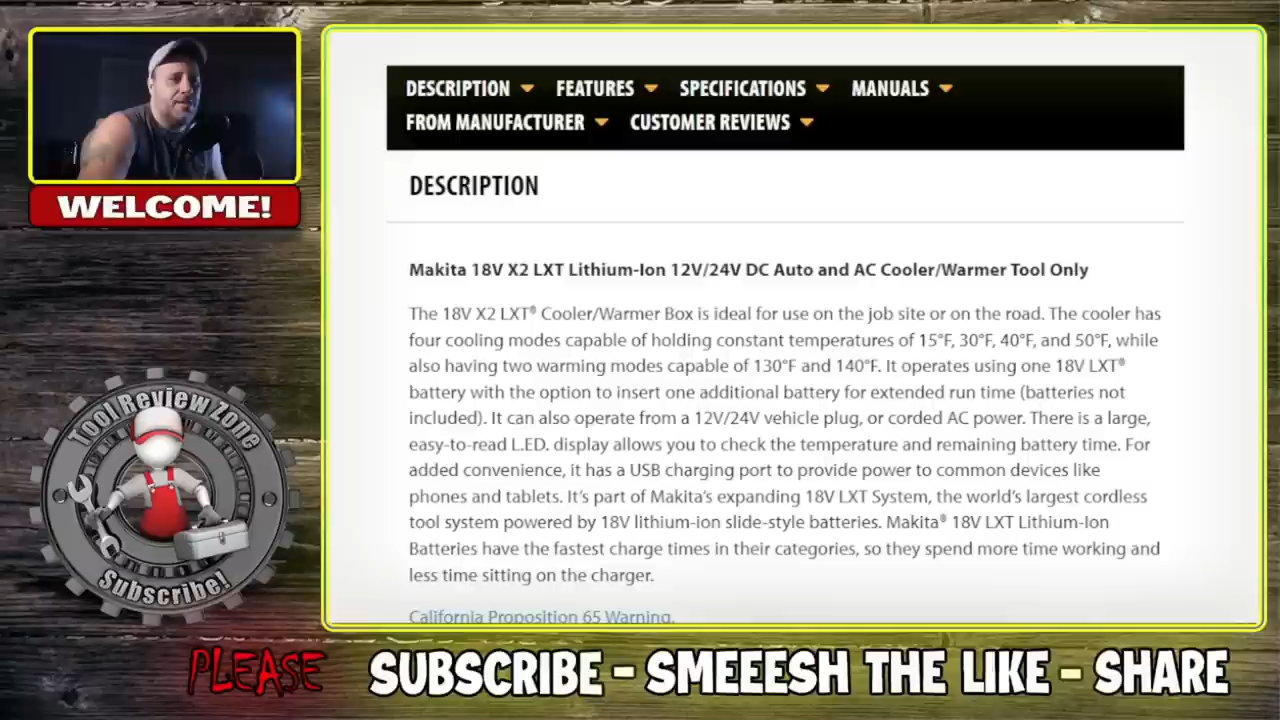 WELCOME!
ToolReviewZone
Subscribe!
DESCRIPTION FEATURES SPECIFICATIONS MANUALS
FROM MANUFACTURER CUSTOMER REVIEWS
DESCRIPTION
Makita 18V X2 LXT Lithium-Ion 12V/24V DC Auto and AC Cooler/Warmer Tool Only
The 18V X2 LXT® Cooler/Warmer Box is ideal for use on the job site or on the road. The cooler has
four cooling modes capable of holding constant temperatures of 15°F, 30°F, 40°F, and 50°F, while
also having two warming modes capable of 130°F and 140°F. It operates using one 18V LXT®
battery with the option to insert one additional battery for extended run time (batteries not
included). It can also operate from a 12V/24V vehicle plug, or corded AC power. There is a large,
easy-to-read L.E.D. display allows you to check the temperature and remaining battery time. For
added convenience, it has a USB charging port to provide power to common devices like
phones and tablets. It's part of Makita's expanding 18V LXT System, the world's largest cordless
tool system powered by 18V lithium-ion slide-style batteries. Makita® 18V LXT Lithium-Ion
Batteries have the fastest charge times in their categories, so they spend more time working and
less time sitting on the charger.
California Proposition 65 Warning.
PLEASE SUBSCRIBE - SMEEESH THE LIKE - SHARE